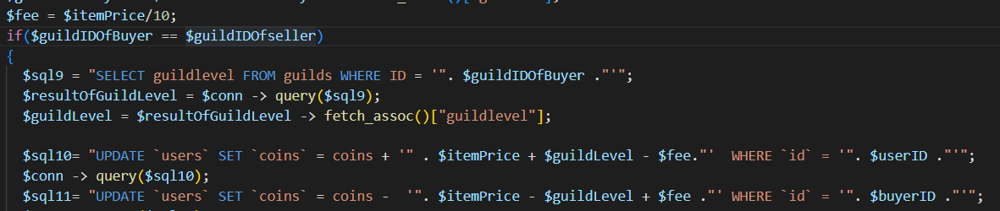 $fee = $itemPrice/10;
if($guildIDOfBuyer == $guildIDOfseller)
{
$sql9 = "SELECT guildlevel FROM guilds WHERE ID = '". $guildIDOfBuyer ."'";
$resultOfGuildLevel = $conn -> query($sql9);
$guildLevel = $resultOfGuildLevel -> fetch_assoc()["guildlevel"];
$sql10= "UPDATE `users` SET `coins` = coins + '" . $itemPrice + $guildLevel - $fee."'  WHERE `id` = '". $userID ."'";
$conn -> query($sql10);
$sql11= "UPDATE `users` SET `coins` = coins -  '". $itemPrice - $guildLevel + $fee ."' WHERE `id` = '". $buyerID ."'";